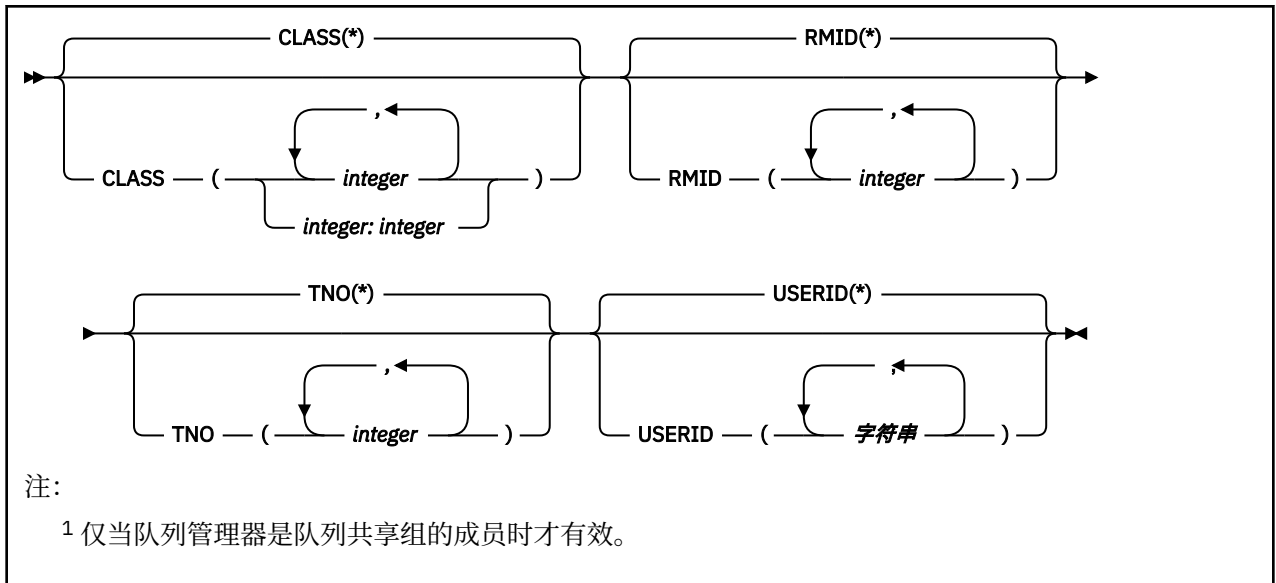 CLASS(*) RMID(*)
, ,
CLASS ( integer ) RMID ( integer )
integer: integer
TNO(*) USERID(*)
, ,
TNO ( integer ) USERID ( 字符串 )
注：
1 仅当队列管理器是队列共享组的成员时才有效。